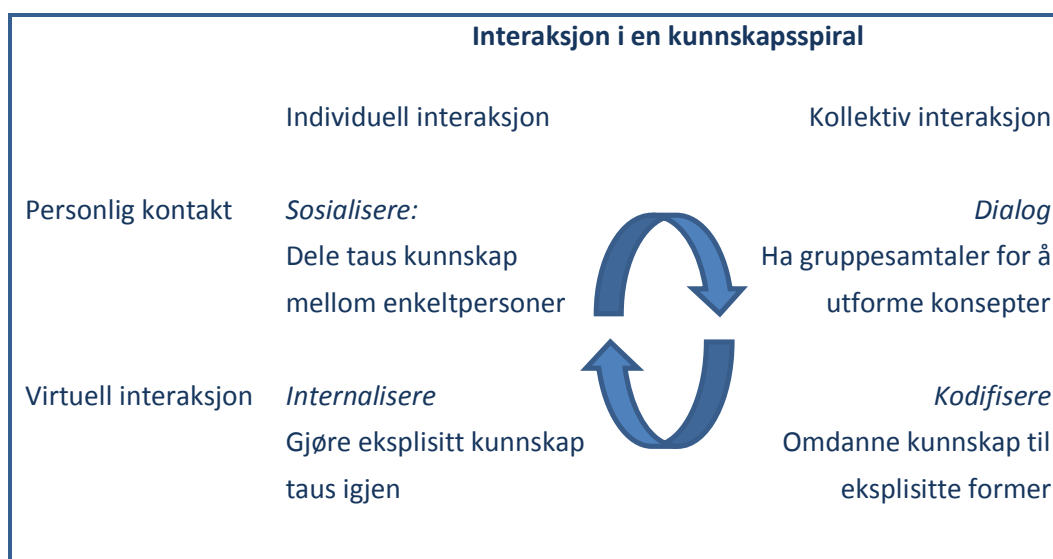 Interaksjon i en kunnskapsspiral
Individuell interaksjon Kollektiv interaksjon
Personlig kontakt Sosialisere: Dialog
Dele taus kunnskap Ha gruppesamtaler for å
mellom enkeltpersoner utforme konsepter
Virtuell interaksjon Internalisere Kodifisere
Gjøre eksplisitt kunnskap Omdanne kunnskap til
taus igjen eksplisitte former